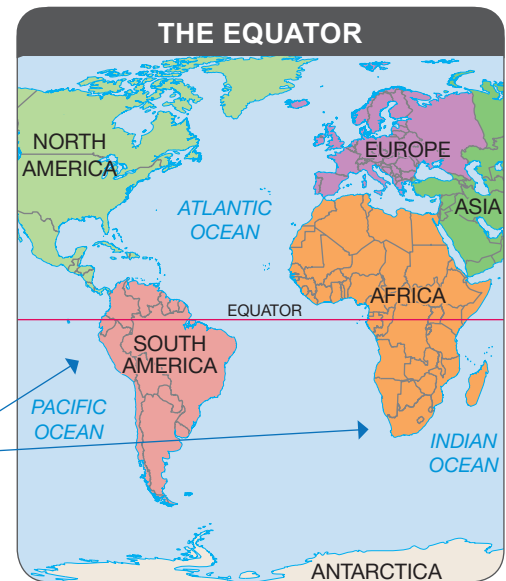 THE EQUATOR
NORTH
AMERICA
EUROPE
ASIA
ATLANTIC
OCEAN
AFRICA
EQUATOR
SOUTH
AMERICA
PACIFIC
OCEAN
INDIAN
OCEAN
ANTARCTICA